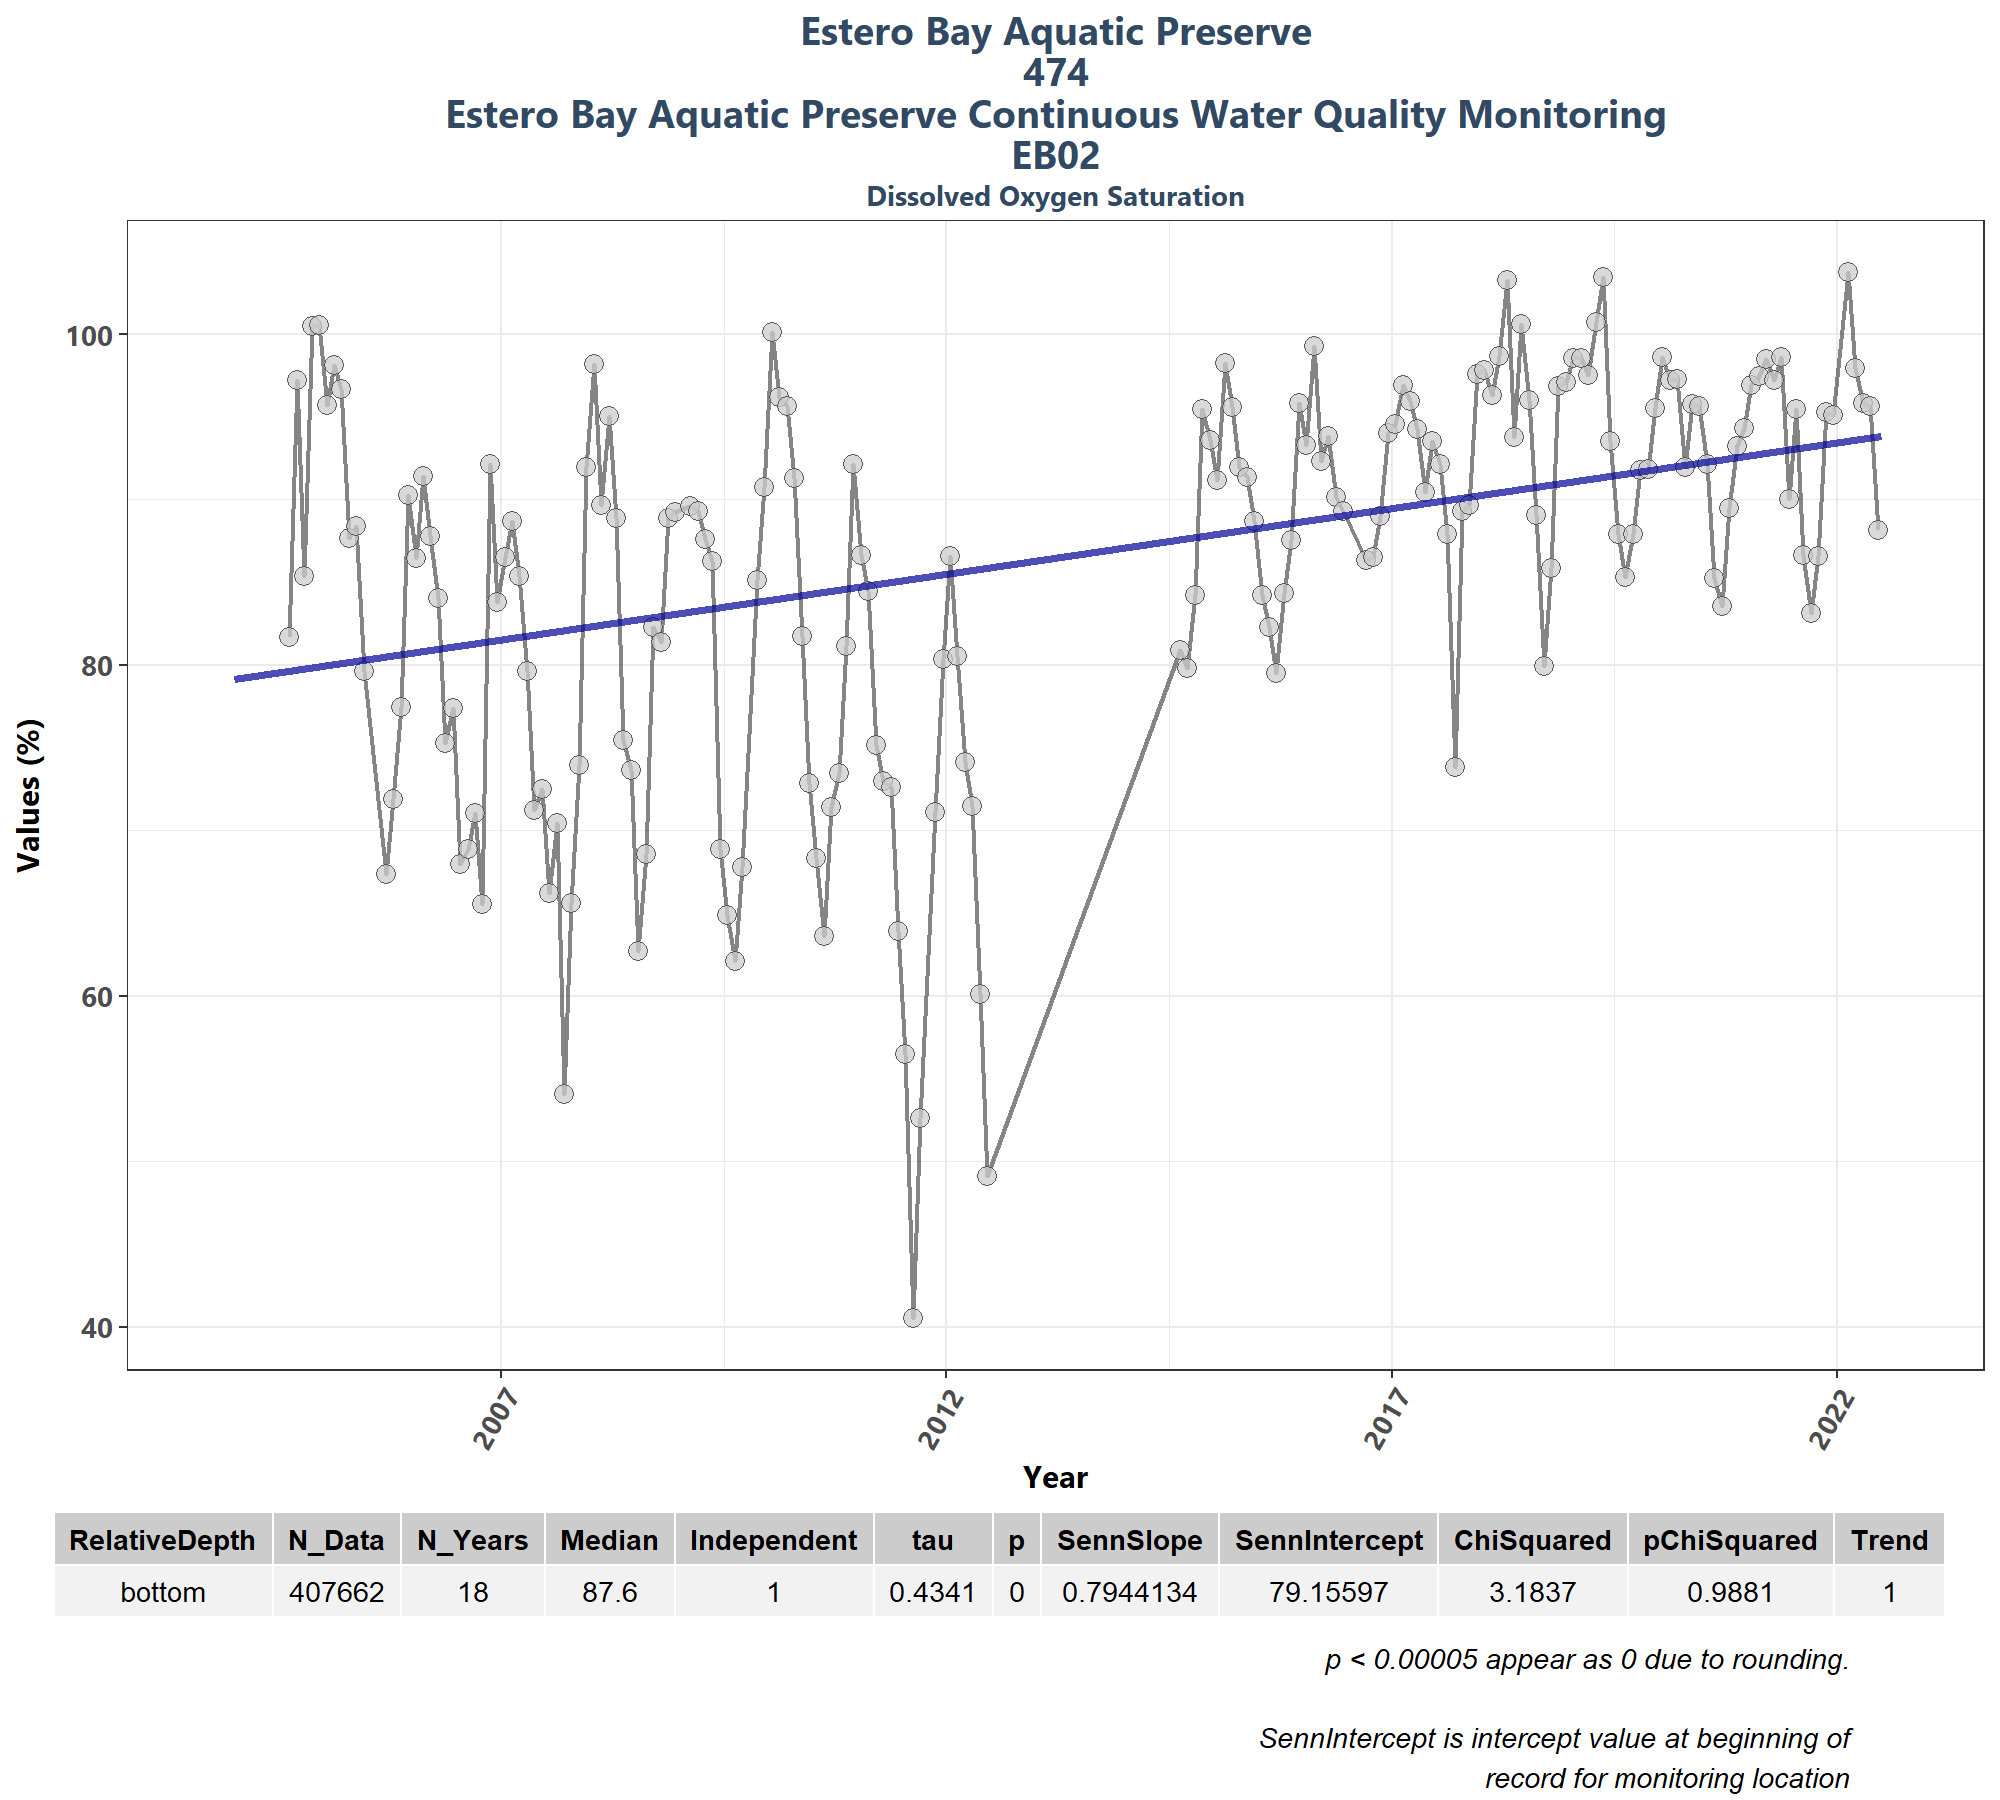 Estero Bay Aquatic Preserve
474
Estero Bay Aquatic Preserve Continuous Water Quality Monitoring
EB02
Dissolved Oxygen Saturation
Values (%)
100
80
60
40
2007
2012
2017
2022
Year
RelativeDepth N_Data N_Years Median Independent tau p SennSlope SennIntercept ChiSquared pChiSquared Trend
bottom 407662 18 87.6 1 0.4341 0 0.7944134 79.15597 3.1837 0.9881 1
p < 0.00005 appear as 0 due to rounding.
SennIntercept is intercept value at beginning of
record for monitoring location